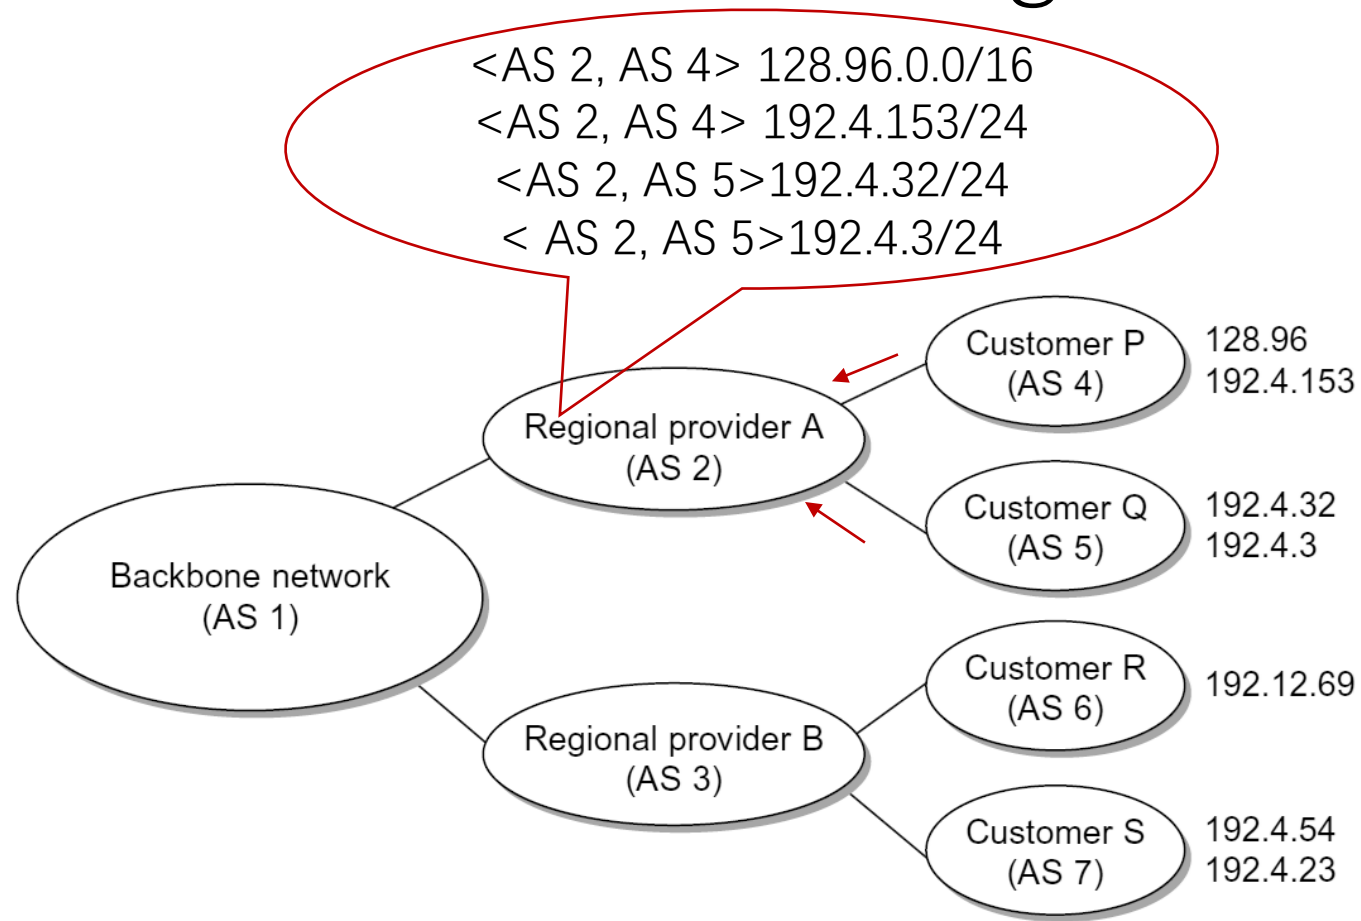 <AS 2, AS 4> 128.96.0.0/16
<AS 2, AS 4> 192.4.153/24
<AS 2, AS 5>192.4.32/24
< AS 2, AS 5>192.4.3/24
Customer P
(AS 4)
128.96
192.4.153
Regional provider A
(AS 2)
Customer Q
(AS 5)
192.4.32
192.4.3
Backbone network
(AS 1)
Customer R
(AS 6)
192.12.69
Regional provider B
(AS 3)
Customer S
(AS 7)
192.4.54
192.4.23